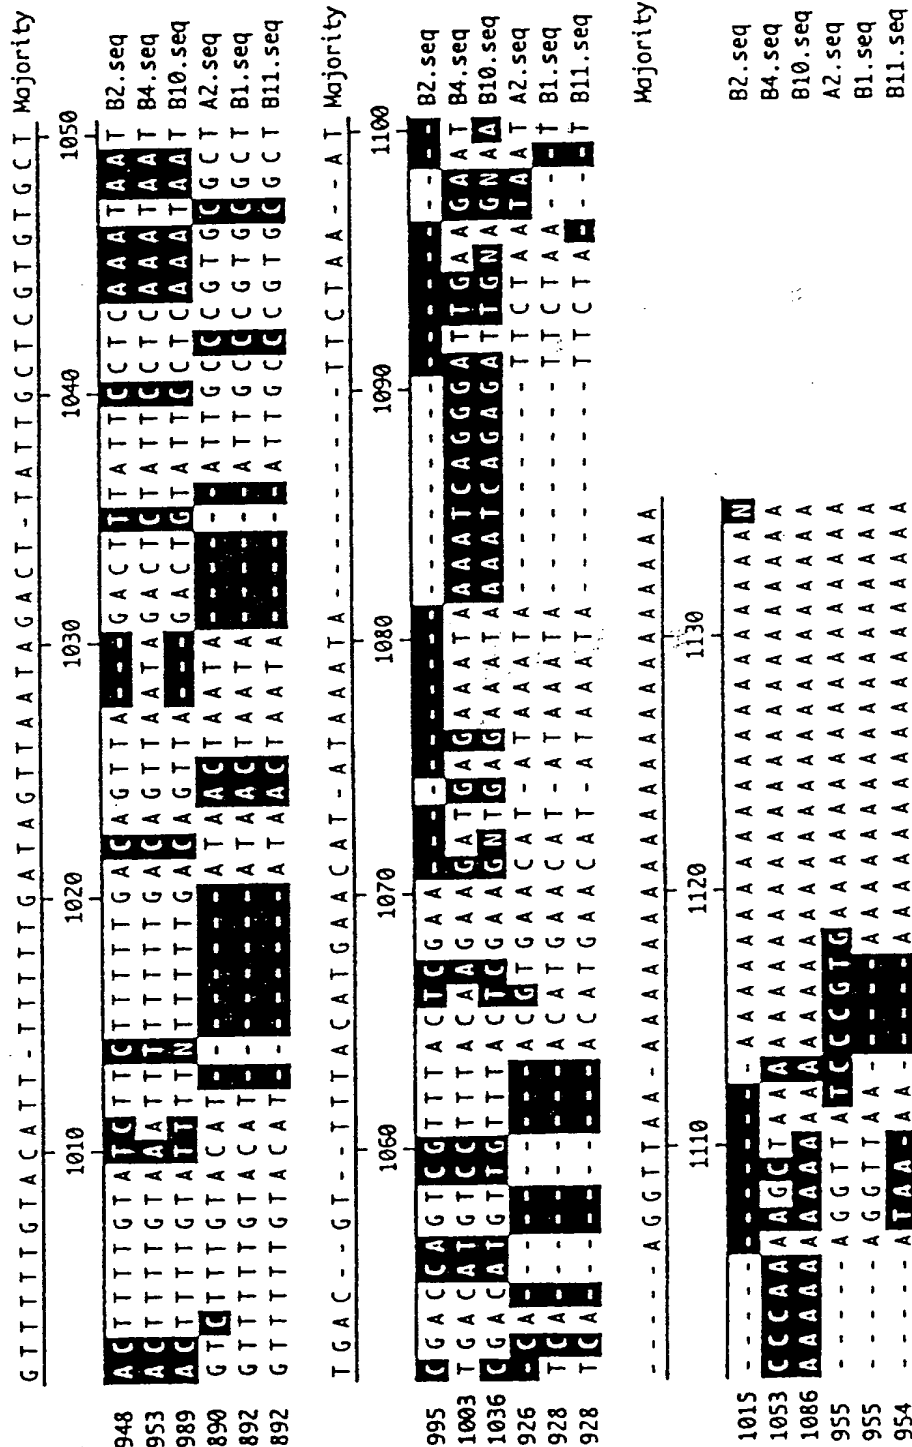 G T T T T T G T A C A T T - T T T T T G A T A G T T A A T A G A C T - T A T T G C T C G T G T G C T Majority
1010 1020 1030 1040 1050
948 A C T T T T G T A T C T T C T T T T T G A C A G T T A - - - G A C T T T A T T C C T C A A A T A A T B2.seq
953 A C T T T T G T A A A T T T T T T T T G A C A G T T A A T A G A C T C T A T T C C T C A A A T A A T B4.seq
989 A C T T T T G T A T T T T N T T T T T G A C A G T T A - - - G A C T G T A T T C C T C A A A T A A T B10.seq
890 G T C T T T G T A C A T - - - - - - - - A T A A C T A A T A - - - - - - A T T G C C C G T G C G C T A2.seq
892 G T T T T T G T A C A T - - - - - - - - A T A A C T A A T A - - - - - - A T T G C C C G T G C G C T B1.seq
892 G T T T T T G T A C A T - - - - - - - - A T A A C T A A T A - - - - - - A T T G C C C G T G C G C T B11.seq
T G A C - - G T - - T T T A C A T G A A C A T - A T A A A T A - - - - - - - - - T T C T A A - - A T Majority
1060 1070 1080 1090 1100
995 C G A C C A G T C G T T T A C T C G A A - - - - - - - - - - - - - - - - - - - - - - - - - - - - - - B2.seq
1003 T G A C A T G T C C T T T A C A A G A A G A T G A G A A A T A A A A T C A G G G A T T G A A G A A T B4.seq
1036 C G A C A T G T T G T T T A C T C G A A G N T G A G A A A T A A A A T C A G A G A T T G N A G N A A B10.seq
926 - C A - - - - - - - - - - A C G T G A A C A T - A T A A A T A - - - - - - - - - T T C T A A T A A T A2.seq
928 T C A - - - - - - - - - - A C A T G A A C A T - A T A A A T A - - - - - - - - - T T C T A A - - - T B1.seq
928 T C A - - - - - - - - - - A C A T G A A C A T - A T A A A T A - - - - - - - - - T T C T A - - - - T B11.seq
- - - - - A G G T T A A - A A A A A A A A A A A A A A A A A A A A A A Majority
1110 1120 1130
1015 - - - - - - - - - - - - - A A A A A A A A A A A A A A A A A A A A A N B2.seq
1053 C C C A A A A G C T A A A A A A A A A A A A A A A A A A A A A A A A A B4.seq
1086 A A A A A A A A A A A A A A A A A A A A A A A A A A A A A A A A A A A B10.seq
955 - - - - - A G G T T A T C C C G T G A A A A A A A A A A A A A A A A A A2.seq
955 - - - - - A G G T T A A - - - - - A A A A A A A A A A A A A A A A A A B1.seq
954 - - - - - A T A A - A A - - - - - A A A A A A A A A A A A A A A A A A B11.seq